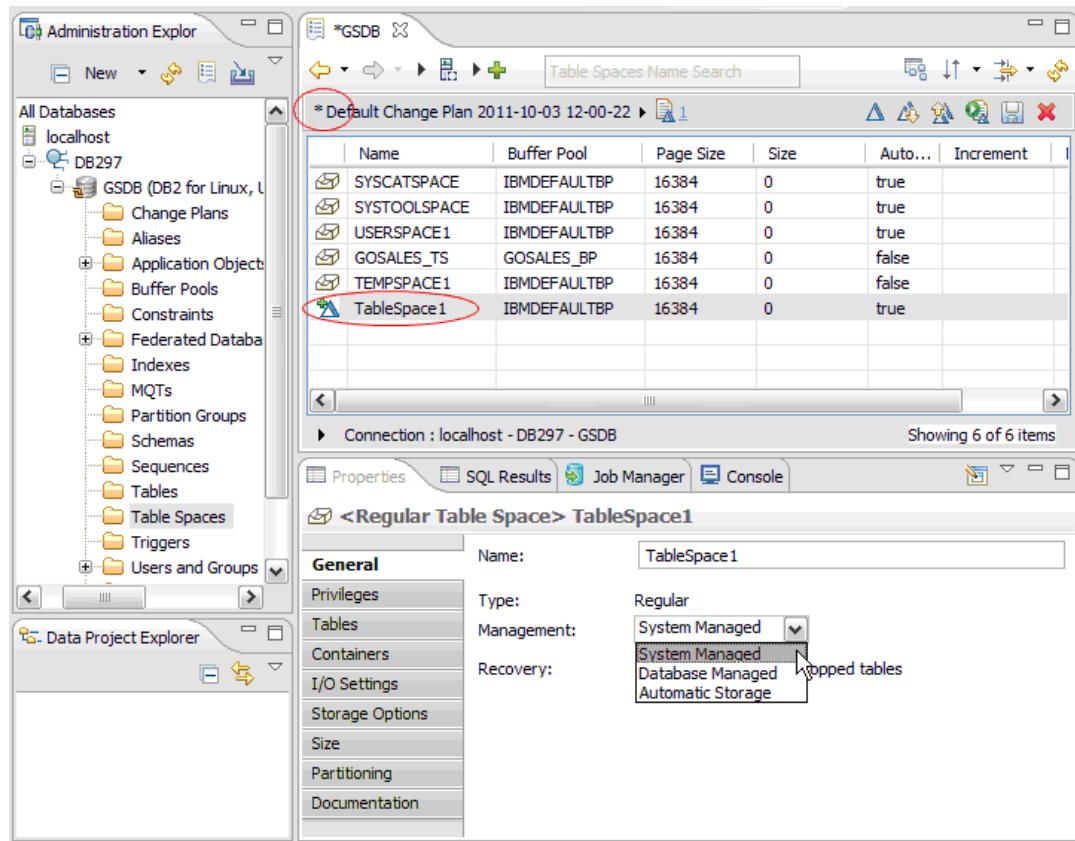 Administration Explor
New
All Databases
localhost
DB297
GSDB (DB2 for Linux, U
Change Plans
Aliases
Application Objects
Buffer Pools
Constraints
Federated Databa
Indexes
MQTs
Partition Groups
Schemas
Sequences
Tables
Table Spaces
Triggers
Users and Groups
Data Project Explorer
*GSDB
Table Spaces Name Search
*Default Change Plan 2011-10-03 12-00-22 1
Name Buffer Pool Page Size Size Auto... Increment
SYSCATSPACE IBMDEFAULTBP 16384 0 true
SYSTOOLSPACE IBMDEFAULTBP 16384 0 true
USERSPACE1 IBMDEFAULTBP 16384 0 true
GOSALES_TS GOSALES_BP 16384 0 false
TEMPSPACE1 IBMDEFAULTBP 16384 0 false
TableSpace1 IBMDEFAULTBP 16384 0 true
Connection : localhost - DB297 - GSDB Showing 6 of 6 items
Properties SQL Results Job Manager Console
<Regular Table Space> TableSpace1
General
Privileges
Tables
Containers
I/O Settings
Storage Options
Size
Partitioning
Documentation
Name: TableSpace1
Type: Regular
Management: System Managed
System Managed
Database Managed
Automatic Storage
Recovery: opped tables